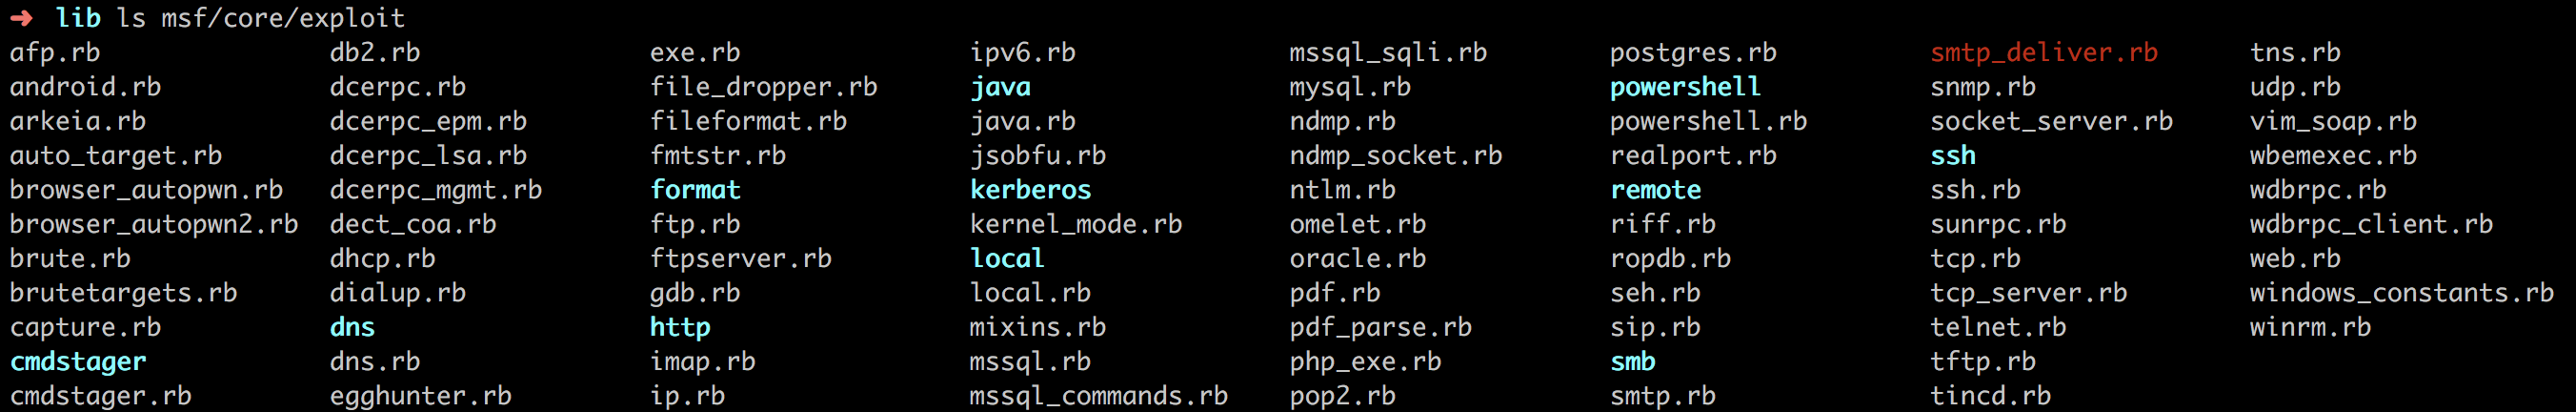 ➜ lib ls msf/core/exploit
afp.rb db2.rb exe.rb ipv6.rb mssql_sqli.rb postgres.rb smtp_deliver.rb tns.rb
android.rb dcerpc.rb file_dropper.rb java mysql.rb powershell snmp.rb udp.rb
arkeia.rb dcerpc_epm.rb fileformat.rb java.rb ndmp.rb powershell.rb socket_server.rb vim_soap.rb
auto_target.rb dcerpc_lsa.rb fmtstr.rb jsobfu.rb ndmp_socket.rb realport.rb ssh wbemexec.rb
browser_autopwn.rb dcerpc_mgmt.rb format kerberos ntlm.rb remote ssh.rb wdbrpc.rb
browser_autopwn2.rb dect_coa.rb ftp.rb kernel_mode.rb omelet.rb riff.rb sunrpc.rb wdbrpc_client.rb
brute.rb dhcp.rb ftpserver.rb local oracle.rb ropdb.rb tcp.rb web.rb
brutetargets.rb dialup.rb gdb.rb local.rb pdf.rb seh.rb tcp_server.rb windows_constants.rb
capture.rb dns http mixins.rb pdf_parse.rb sip.rb telnet.rb winrm.rb
cmdstager dns.rb imap.rb mssql.rb php_exe.rb smb tftp.rb
cmdstager.rb egghunter.rb ip.rb mssql_commands.rb pop2.rb smtp.rb tincd.rb